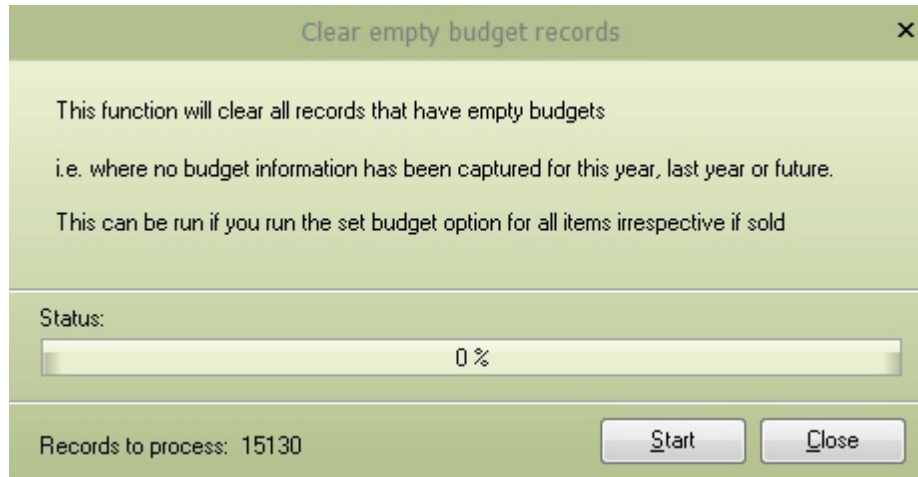 Clear empty budget records
This function will clear all records that have empty budgets
i.e. where no budget information has been captured for this year, last year or future.
This can be run if you run the set budget option for all items irrespective if sold
Status:
0 %
Records to process: 15130
Start
Close